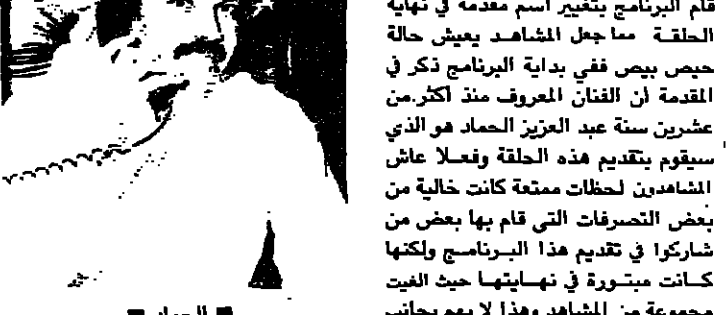 قام البرنامج بتغيير اسم مقدمه في نهاية
الحلقة مما جعل المشاهد يعيش حالة
حيص بيص ففي بداية البرنامج ذكر في
المقدمة أن الفنان المعروف منذ أكثر.من
عشرين سنة عبد العزيز الحماد هو الذي
سيقوم بتقديم هذه الحلقة وفعلا عاش
المشاهدون لحظات ممتعة كانت خالية من
بعض التصرفات التي قام بها بعض من
شاركوا في تقديم هذا البرنامج ولكنها
كانت مبتورة في نهايتها حيث الغيت
مجموعة من المشاهد وهذا لا يهم بجانب
الحماد